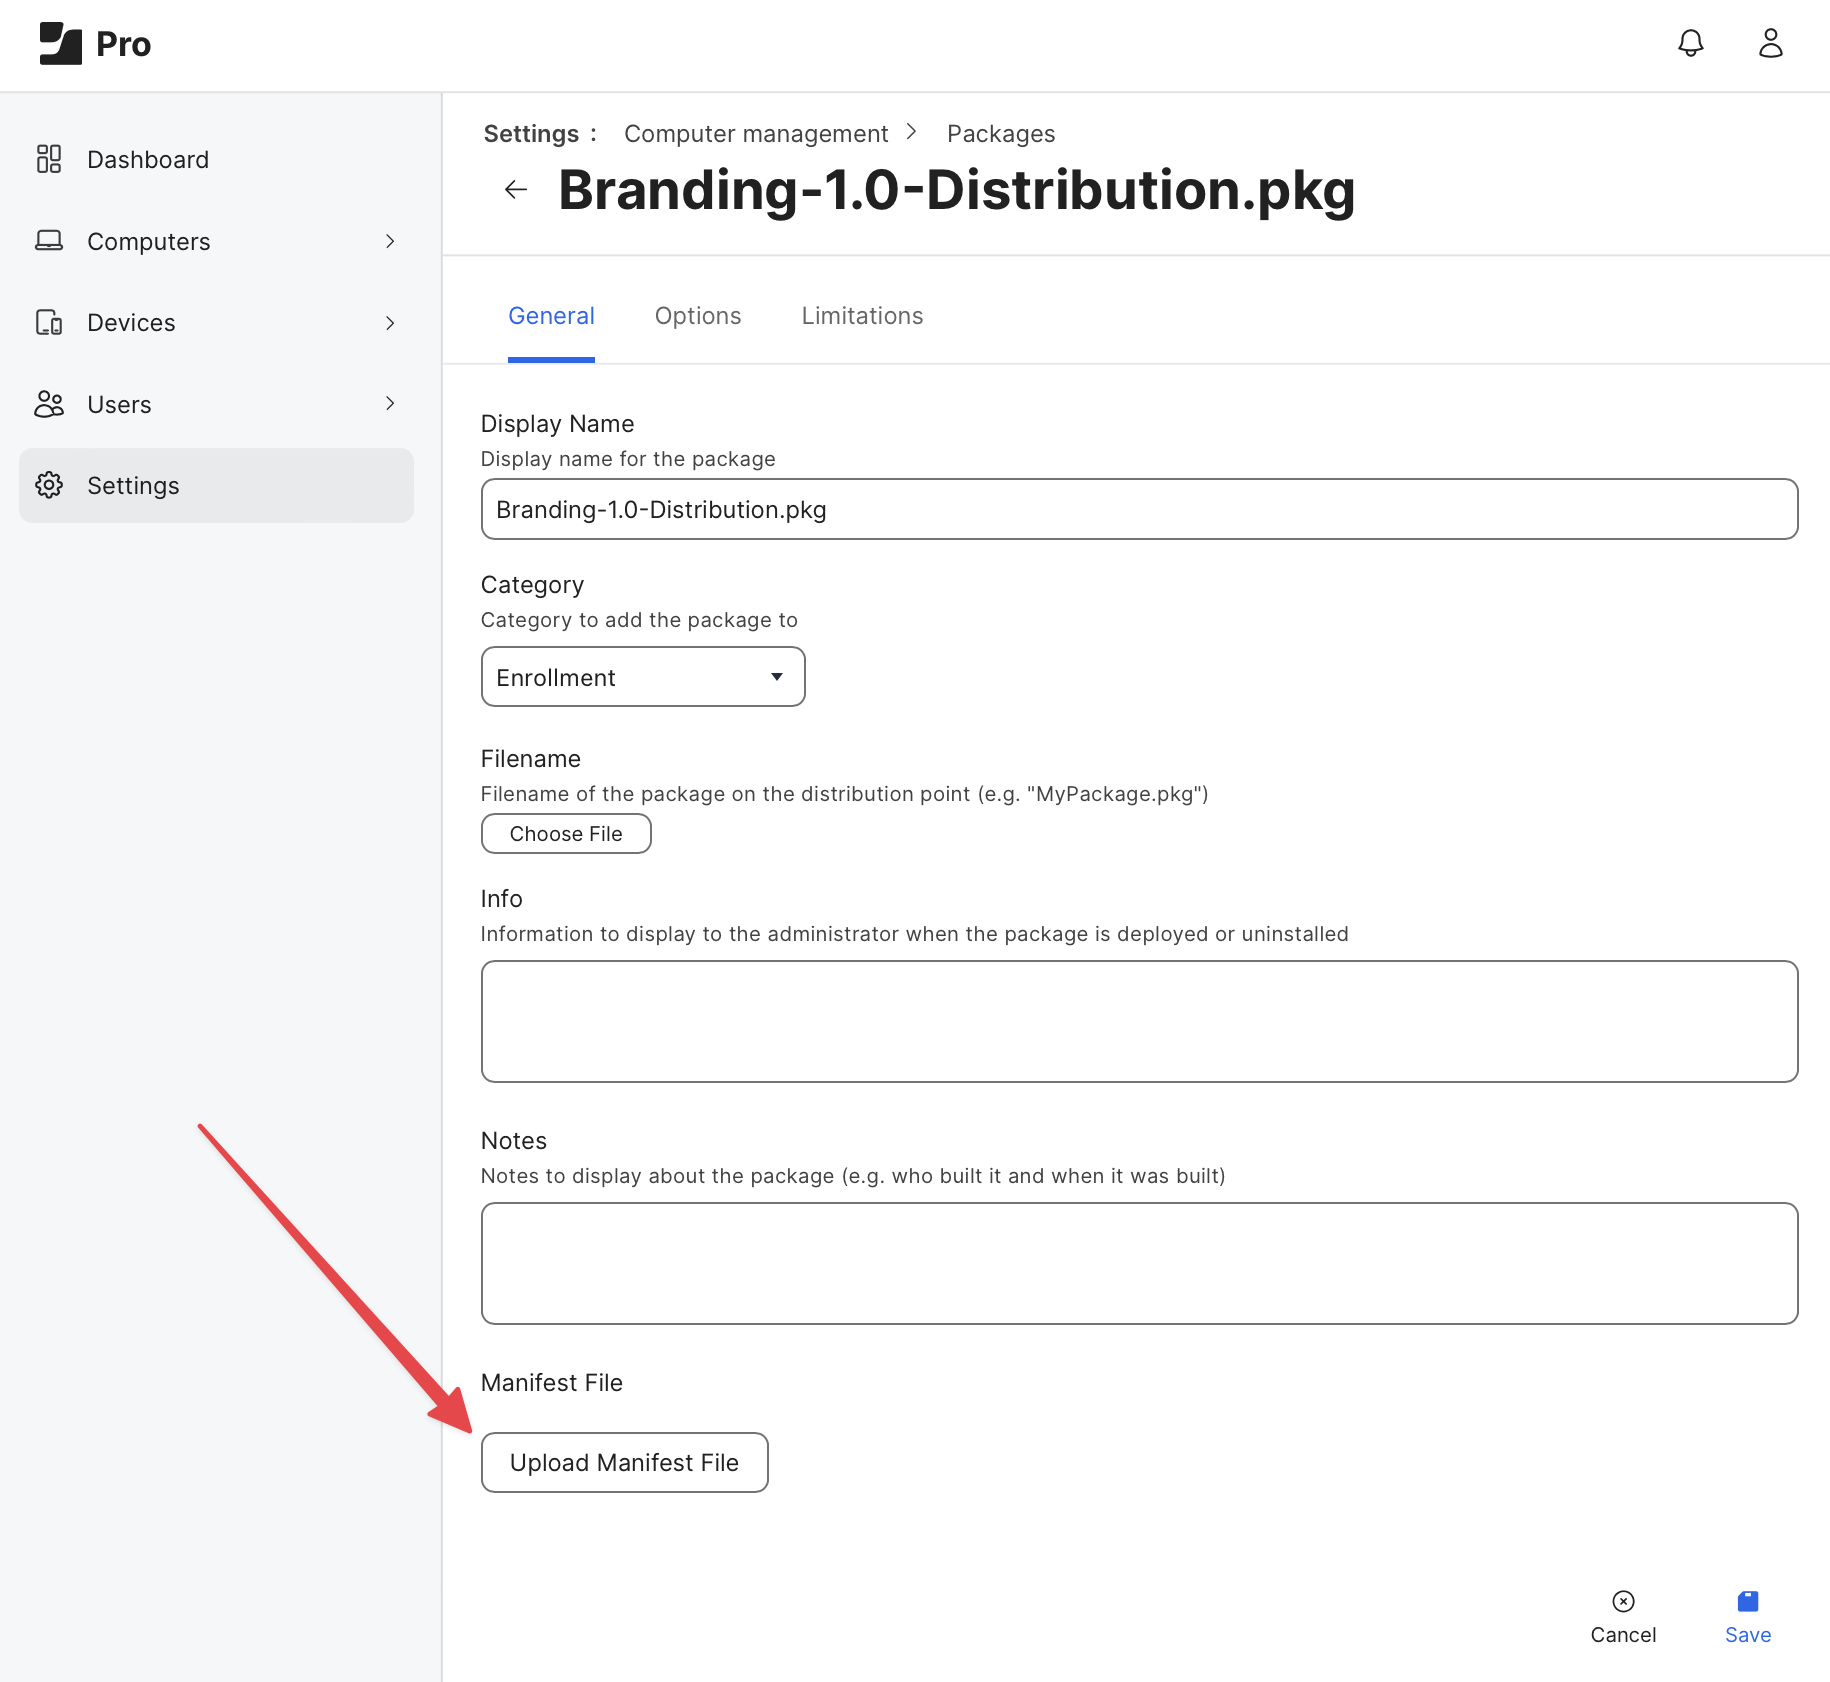 Pro
Dashboard
Computers
Devices
Users
Settings
Settings : Computer management Packages
Branding-1.0-Distribution.pkg
General Options Limitations
Display Name
Display name for the package
Branding-1.0-Distribution.pkg
Category
Category to add the package to
Enrollment
Filename
Filename of the package on the distribution point (e.g. "MyPackage.pkg")
Choose File
Info
Information to display to the administrator when the package is deployed or uninstalled
Notes
Notes to display about the package (e.g. who built it and when it was built)
Manifest File
Upload Manifest File
Cancel Save